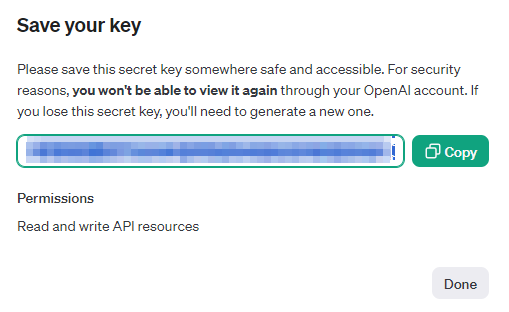 Save your key
Please save this secret key somewhere safe and accessible. For security
reasons, you won't be able to view it again through your OpenAI account. If
you lose this secret key, you'll need to generate a new one.
Copy
Permissions
Read and write API resources
Done